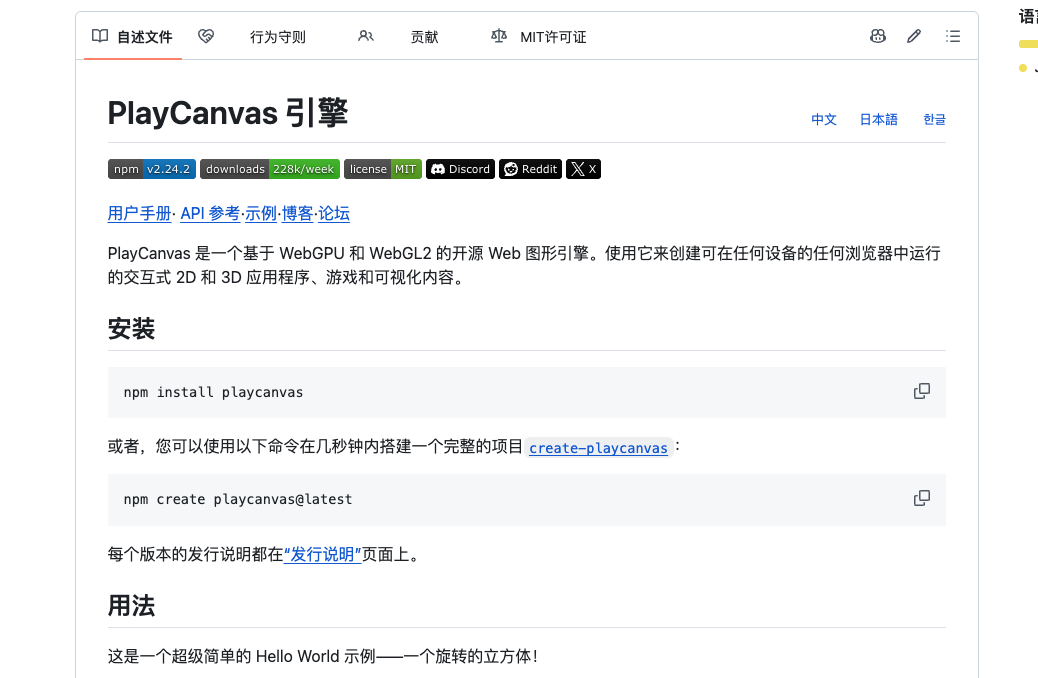 自述文件 行为守则 贡献 MIT许可证
PlayCanvas 引擎
中文 日本語 한글
npm v2.24.2 downloads 228k/week license MIT Discord Reddit X
用户手册· API 参考·示例·博客·论坛
PlayCanvas 是一个基于 WebGPU 和 WebGL2 的开源 Web 图形引擎。使用它来创建可在任何设备的任何浏览器中运行
的交互式 2D 和 3D 应用程序、游戏和可视化内容。
安装
npm install playcanvas
或者，您可以使用以下命令在几秒钟内搭建一个完整的项目create-playcanvas：
npm create playcanvas@latest
每个版本的发行说明都在“发行说明”页面上。
用法
这是一个超级简单的 Hello World 示例——一个旋转的立方体！